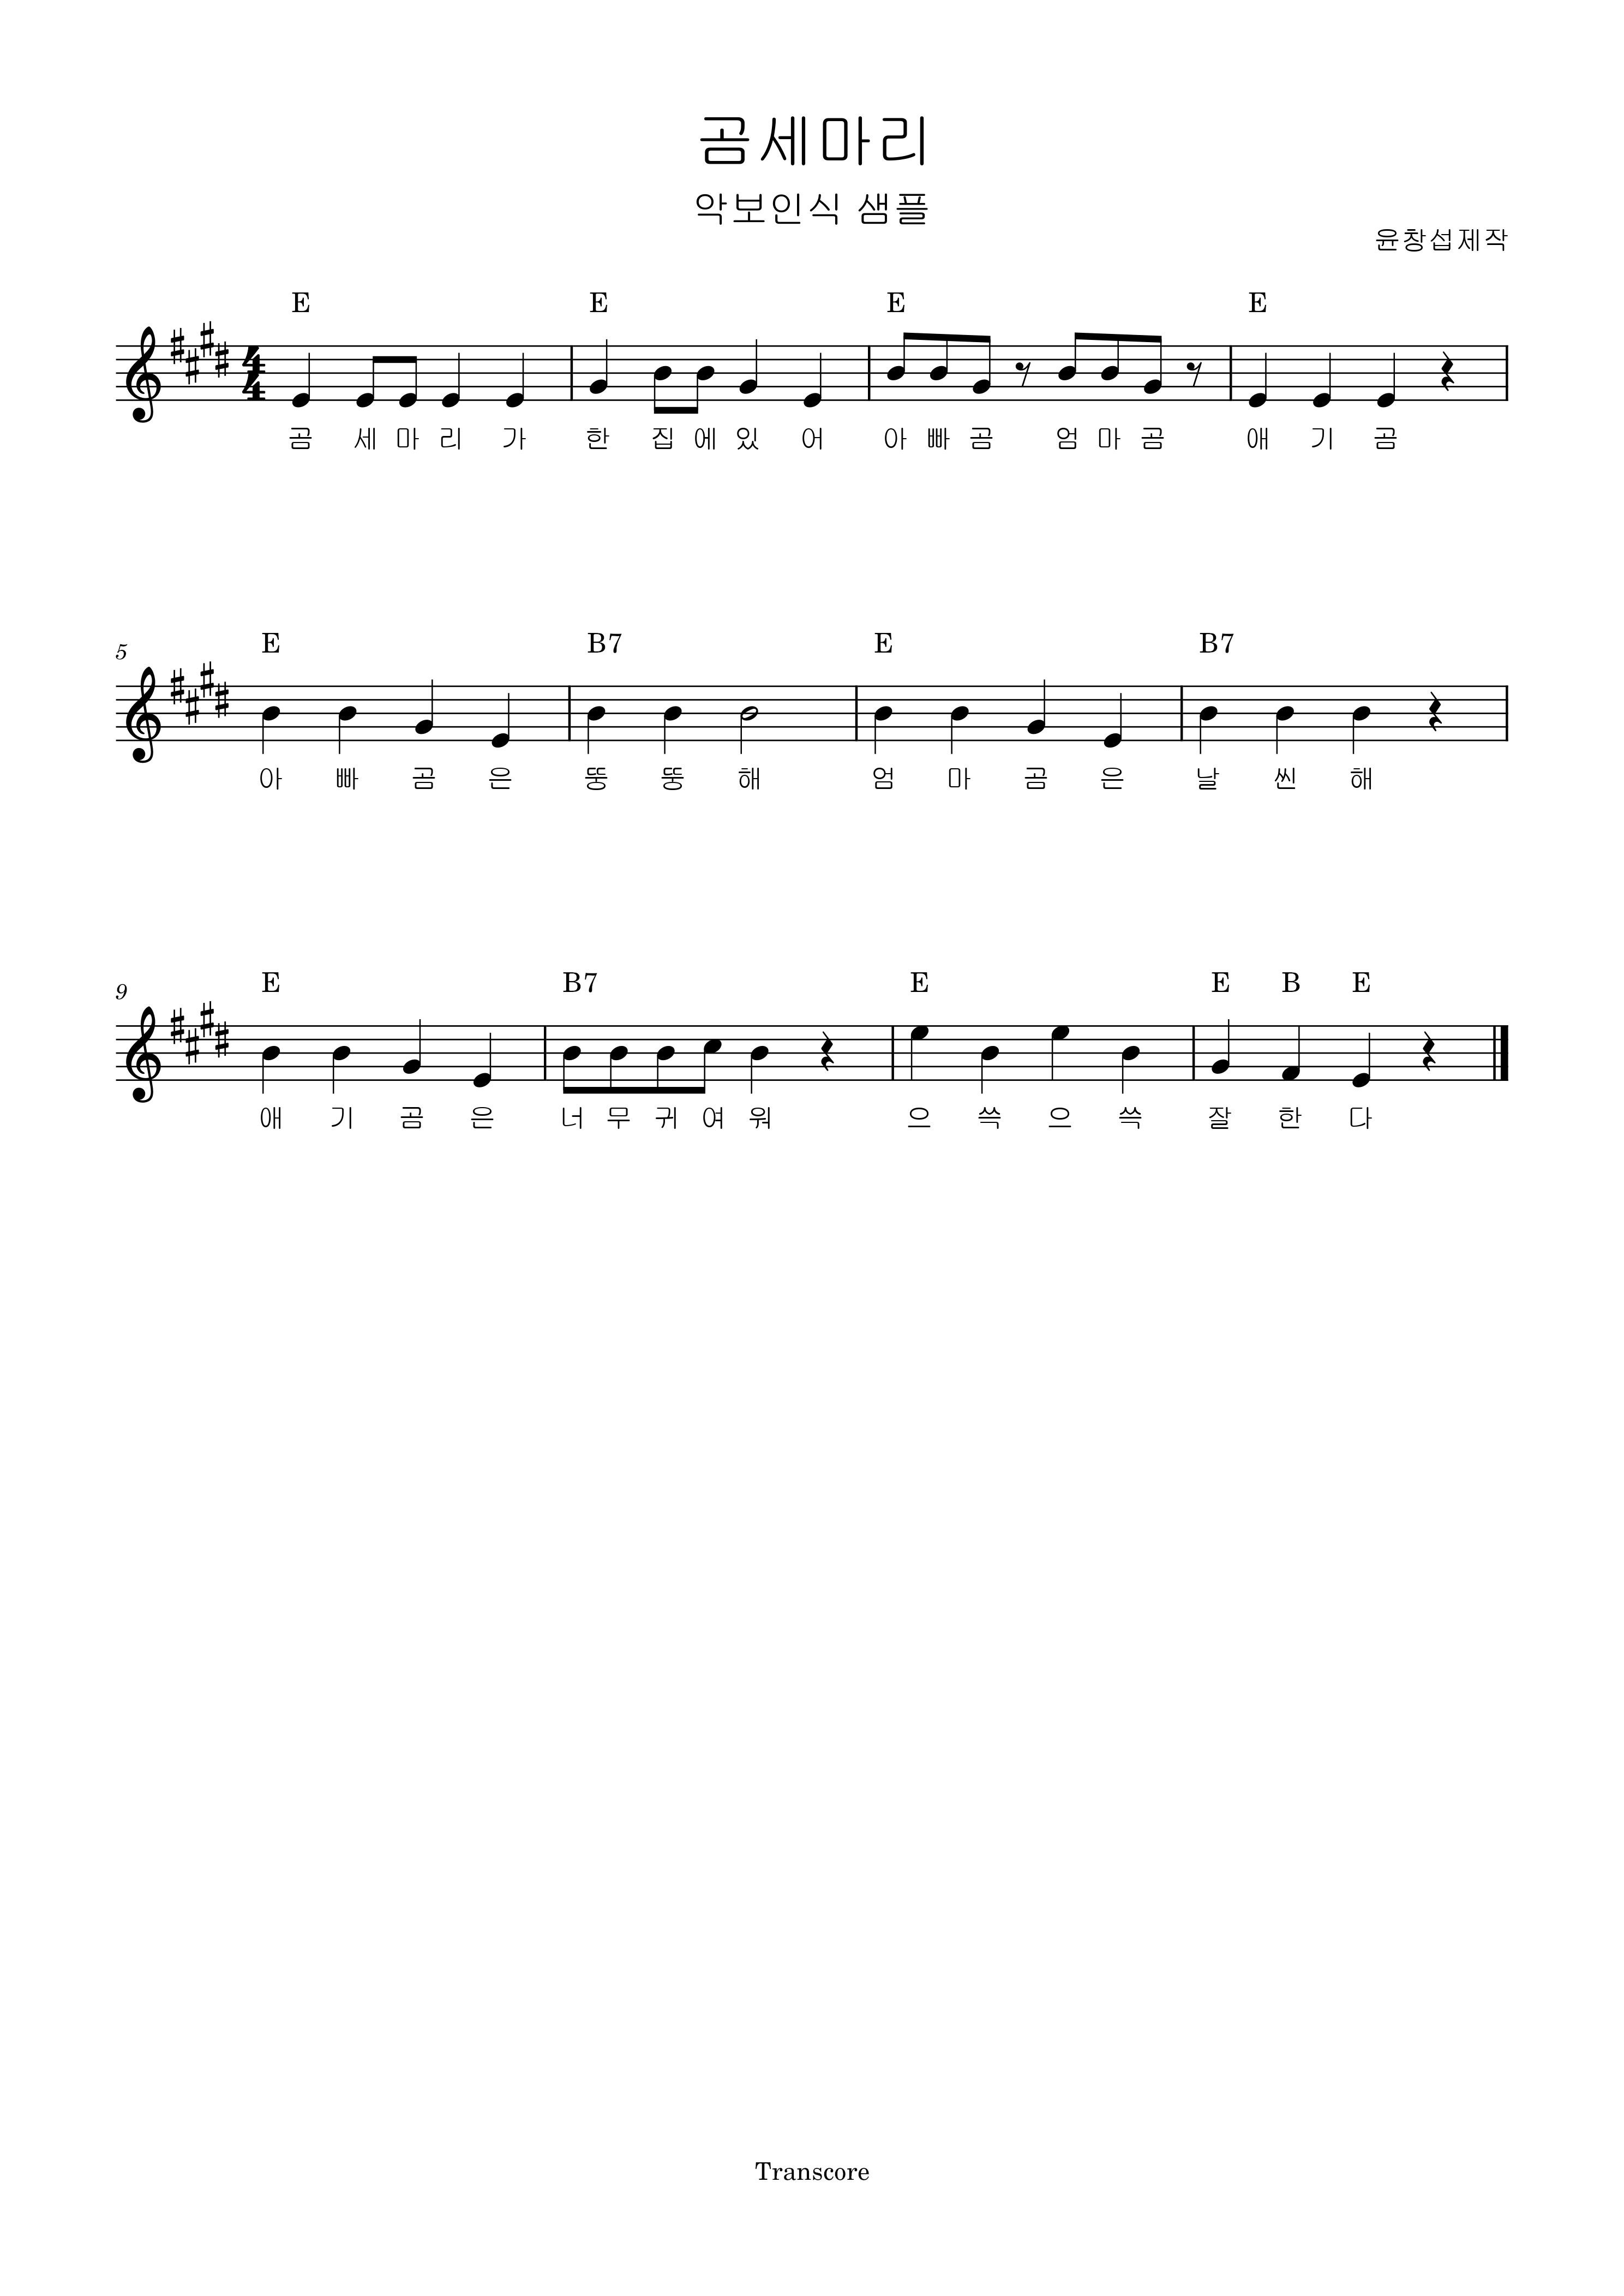 곰세마리
악보인식 샘플
윤창섭제작
E E E E
4
4
곰 세 마 리 가 한 집 에 있 어 아 빠 곰 엄 마 곰 애 기 곰
5
E B7 E B7
아 빠 곰 은 뚱 뚱 해 엄 마 곰 은 날 씬 해
9
E B7 E E B E
애 기 곰 은 너 무 귀 여 워 으 쓱 으 쓱 잘 한 다
Transcore